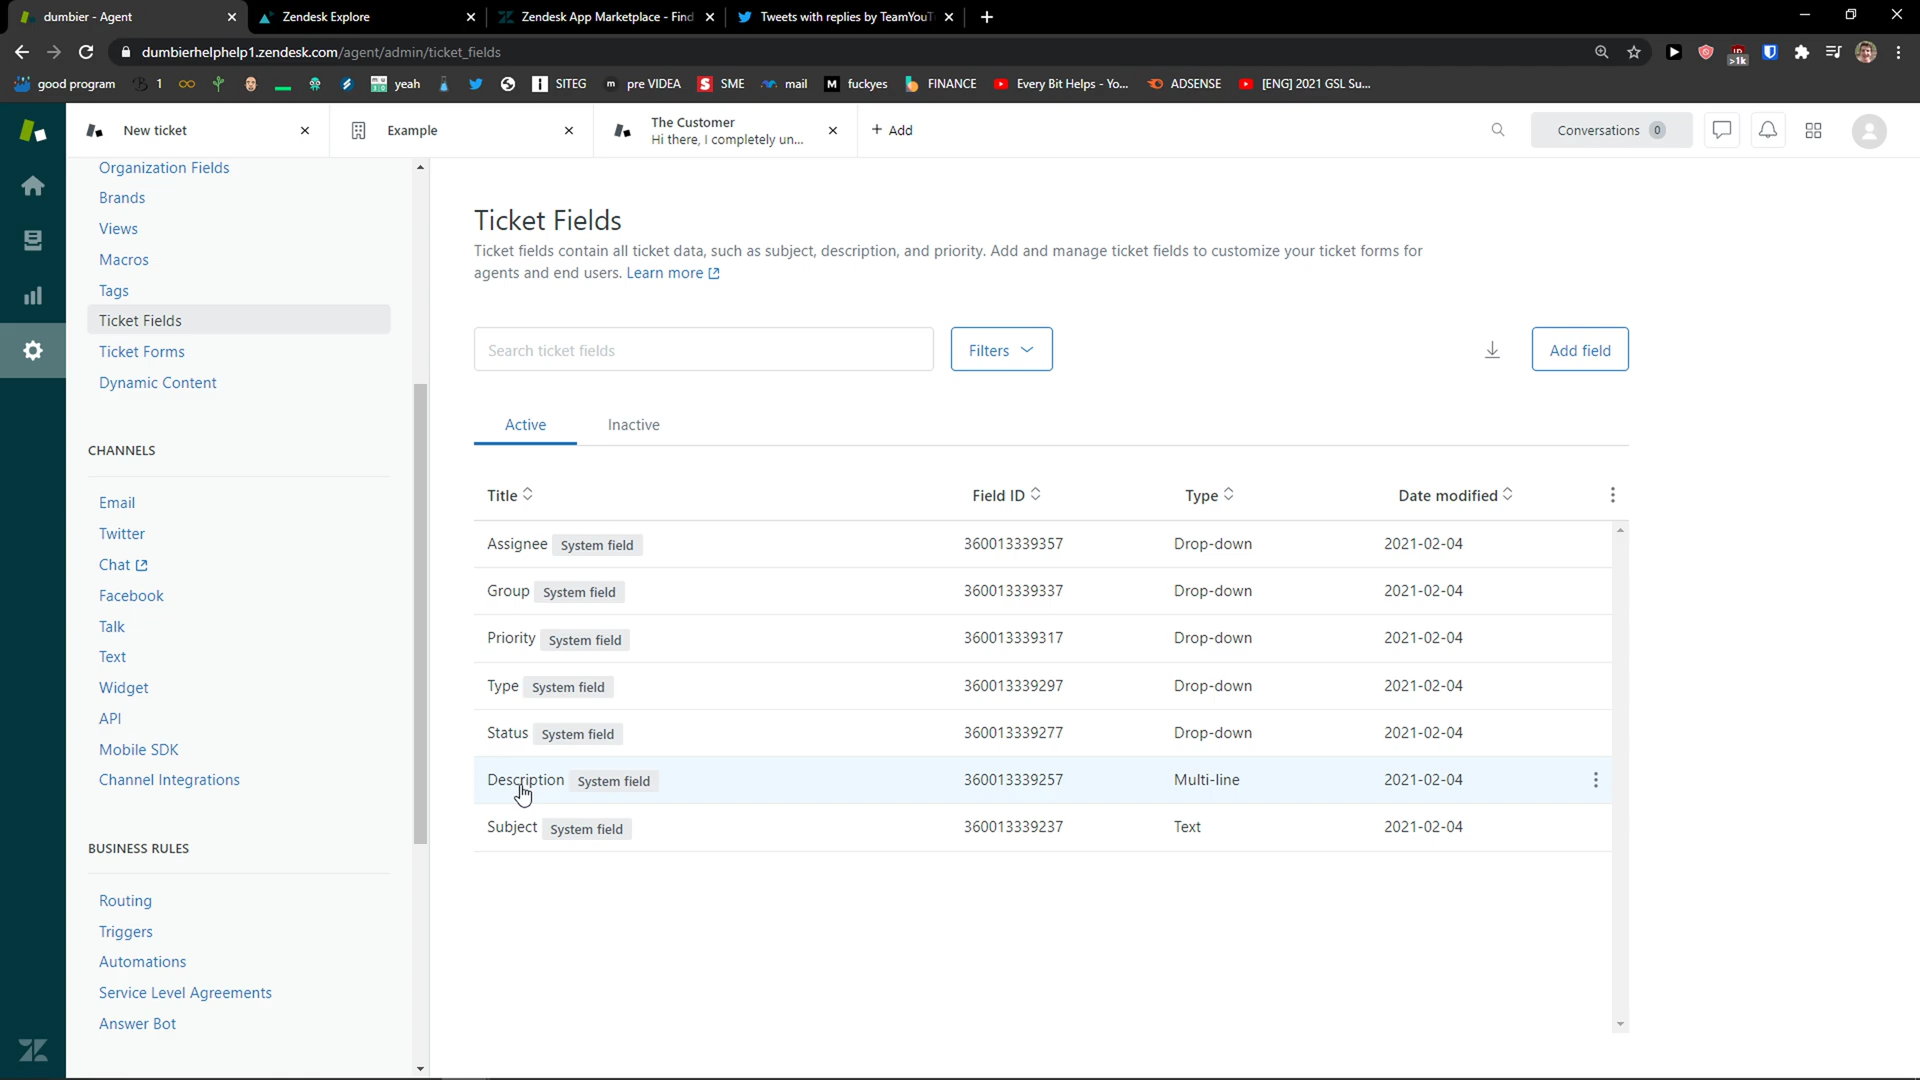 dumbier - Agent
Zendesk Explore
Zendesk App Marketplace - Find
Tweets with replies by TeamYouT
dumbierhelphelp1.zendesk.com/agent/admin/ticket_fields
>1k
good program
1
yeah
SITEG
pre VIDEA
SME
mail
fuckyes
FINANCE
Every Bit Helps - Yo...
ADSENSE
[ENG] 2021 GSL Su...
New ticket
Example
The Customer
Hi there, I completely un...
+ Add
Conversations 0
Organization Fields
Brands
Views
Macros
Tags
Ticket Fields
Ticket Forms
Dynamic Content
CHANNELS
Email
Twitter
Chat
Facebook
Talk
Text
Widget
API
Mobile SDK
Channel Integrations
BUSINESS RULES
Routing
Triggers
Automations
Service Level Agreements
Answer Bot
Ticket Fields
Ticket fields contain all ticket data, such as subject, description, and priority. Add and manage ticket fields to customize your ticket forms for
agents and end users. Learn more
Search ticket fields
Filters
Add field
Active
Inactive
Title Field ID Type Date modified
Assignee System field 360013339357 Drop-down 2021-02-04
Group System field 360013339337 Drop-down 2021-02-04
Priority System field 360013339317 Drop-down 2021-02-04
Type System field 360013339297 Drop-down 2021-02-04
Status System field 360013339277 Drop-down 2021-02-04
Description System field 360013339257 Multi-line 2021-02-04
Subject System field 360013339237 Text 2021-02-04